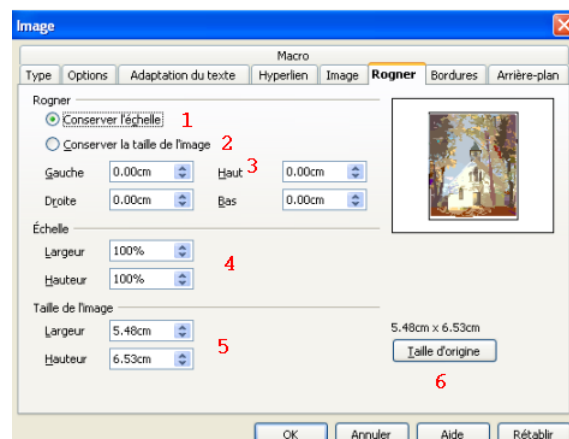 Image
Macro
Type Options Adaptation du texte Hyperlien Image Rogner Bordures Arrière-plan
Rogner
Conserver l'échelle 1
Conserver la taille de l'image 2
Gauche 0.00cm Haut 3 0.00cm
Droite 0.00cm Bas 0.00cm
Échelle
Largeur 100%
4
Hauteur 100%
Taille de l'image
Largeur 5.48cm 5.48cm x 6.53cm
5
Hauteur 6.53cm Taille d'origine
6
OK Annuler Aide Rétablir